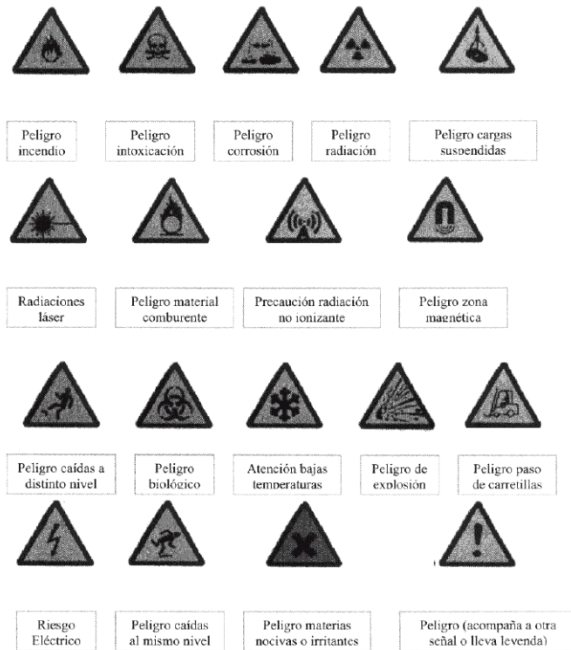 Peligro
incendio
Peligro
intoxicación
Peligro
corrosión
Peligro
radiación
Peligro cargas
suspendidas
Radiaciones
láser
Peligro material
comburente
Precaución radiación
no ionizante
Peligro zona
magnética
Peligro caídas a
distinto nivel
Peligro
biológico
Atención bajas
temperaturas
Peligro de
explosión
Peligro paso
de carretillas
Riesgo
Eléctrico
Peligro caídas
al mismo nivel
Peligro materias
nocivas o irritantes
Peligro (acompaña a otra
señal o lleva leyenda)